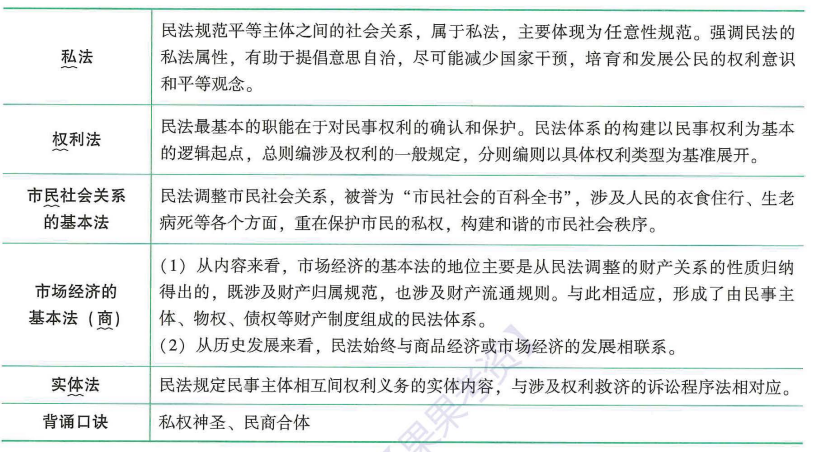 私法
民法规范平等主体之间的社会关系，属于私法，主要体现为任意性规范。强调民法的
私法属性，有助于提倡意思自治，尽可能减少国家干预，培育和发展公民的权利意识
和平等观念。
权利法
民法最基本的职能在于对民事权利的确认和保护。民法体系的构建以民事权利为基本
的逻辑起点，总则编涉及权利的一般规定，分则编则以具体权利类型为基准展开。
市民社会关系
的基本法
民法调整市民社会关系，被誉为“市民社会的百科全书”，涉及人民的衣食住行、生老
病死等各个方面，重在保护市民的私权，构建和谐的市民社会秩序。
市场经济的
基本法（商）
（1）从内容来看，市场经济的基本法的地位主要是从民法调整的财产关系的性质归纳
得出的，既涉及财产归属规范，也涉及财产流通规则。与此相适应，形成了由民事主
体、物权、债权等财产制度组成的民法体系。
（2）从历史发展来看，民法始终与商品经济或市场经济的发展相联系。
实体法
民法规定民事主体相互间权利义务的实体内容，与涉及权利救济的诉讼程序法相对应。
背诵口诀
私权神圣、民商合体
果果考资】